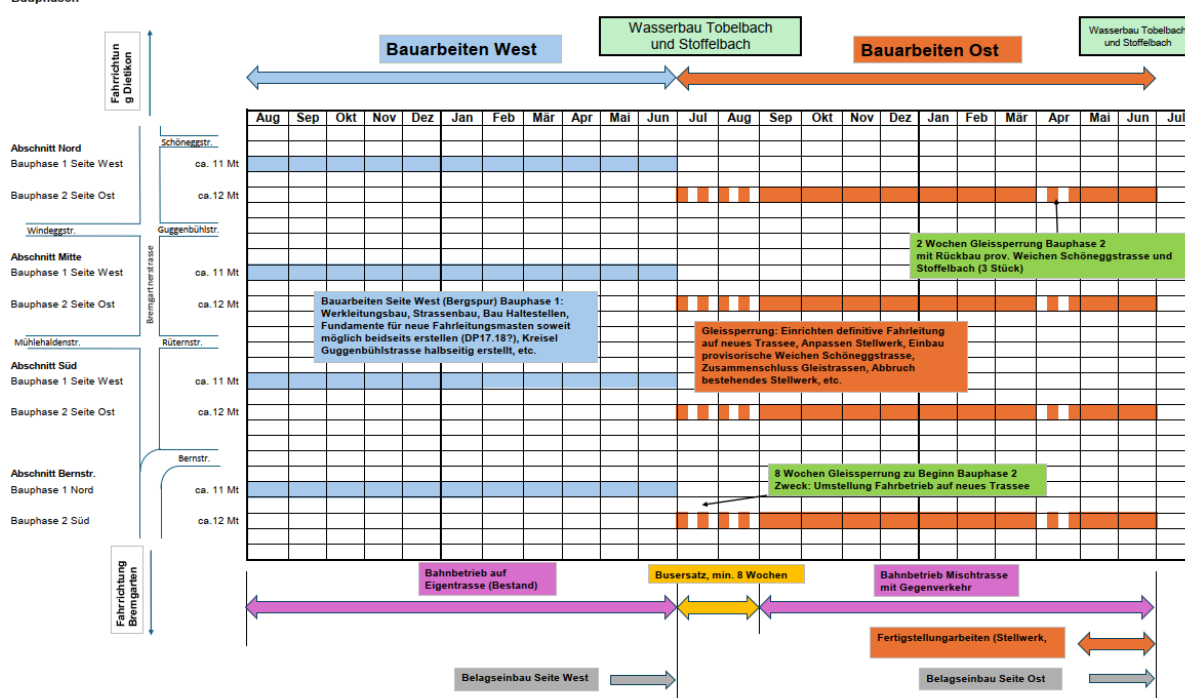 Wasserbau Tobelbach
und Stoffelbach
Wasserbau Tobelbach
und Stoffelbach
Bauarbeiten West
Bauarbeiten Ost
Fahrrichtun
g Dietikon
Aug Sep Okt Nov Dez Jan Feb Mär Apr Mai Jun Jul Aug Sep Okt Nov Dez Jan Feb Mär Apr Mai Jun Jul
Schöneggstr.
Abschnitt Nord
Bauphase 1 Seite West ca. 11 Mt
Bauphase 2 Seite Ost ca.12 Mt
Windeggstr. Guggenbühlstr.
Bremgartnerstrasse
2 Wochen Gleissperrung Bauphase 2
mit Rückbau prov. Weichen Schöneggstrasse und
Stoffelbach (3 Stück)
Abschnitt Mitte
Bauphase 1 Seite West ca. 11 Mt
Bauphase 2 Seite Ost ca.12 Mt
Bauarbeiten Seite West (Bergspur) Bauphase 1:
Werkleitungsbau, Strassenbau, Bau Haltestellen,
Fundamente für neue Fahrleitungsmasten soweit
möglich beidseits erstellen (DP17.18?), Kreisel
Guggenbühlstrasse halbseitig erstellt, etc.
Gleissperrung: Einrichten definitive Fahrleitung
auf neues Trassee, Anpassen Stellwerk, Einbau
provisorische Weichen Schöneggstrasse,
Zusammenschluss Gleistrassen, Abbruch
bestehendes Stellwerk, etc.
Mühlehaldenstr. Rüternstr.
Abschnitt Süd
Bauphase 1 Seite West ca. 11 Mt
Bauphase 2 Seite Ost ca.12 Mt
Bernstr.
Abschnitt Bernstr.
Bauphase 1 Nord ca. 11 Mt
8 Wochen Gleissperrung zu Beginn Bauphase 2
Zweck: Umstellung Fahrbetrieb auf neues Trassee
Bauphase 2 Süd ca.12 Mt
Fahrrichtung
Bremgarten
Bahnbetrieb auf
Eigentrasse (Bestand)
Busersatz, min. 8 Wochen
Bahnbetrieb Mischtrasse
mit Gegenverkehr
Fertigstellungarbeiten (Stellwerk,
Belagseinbau Seite West
Belagseinbau Seite Ost